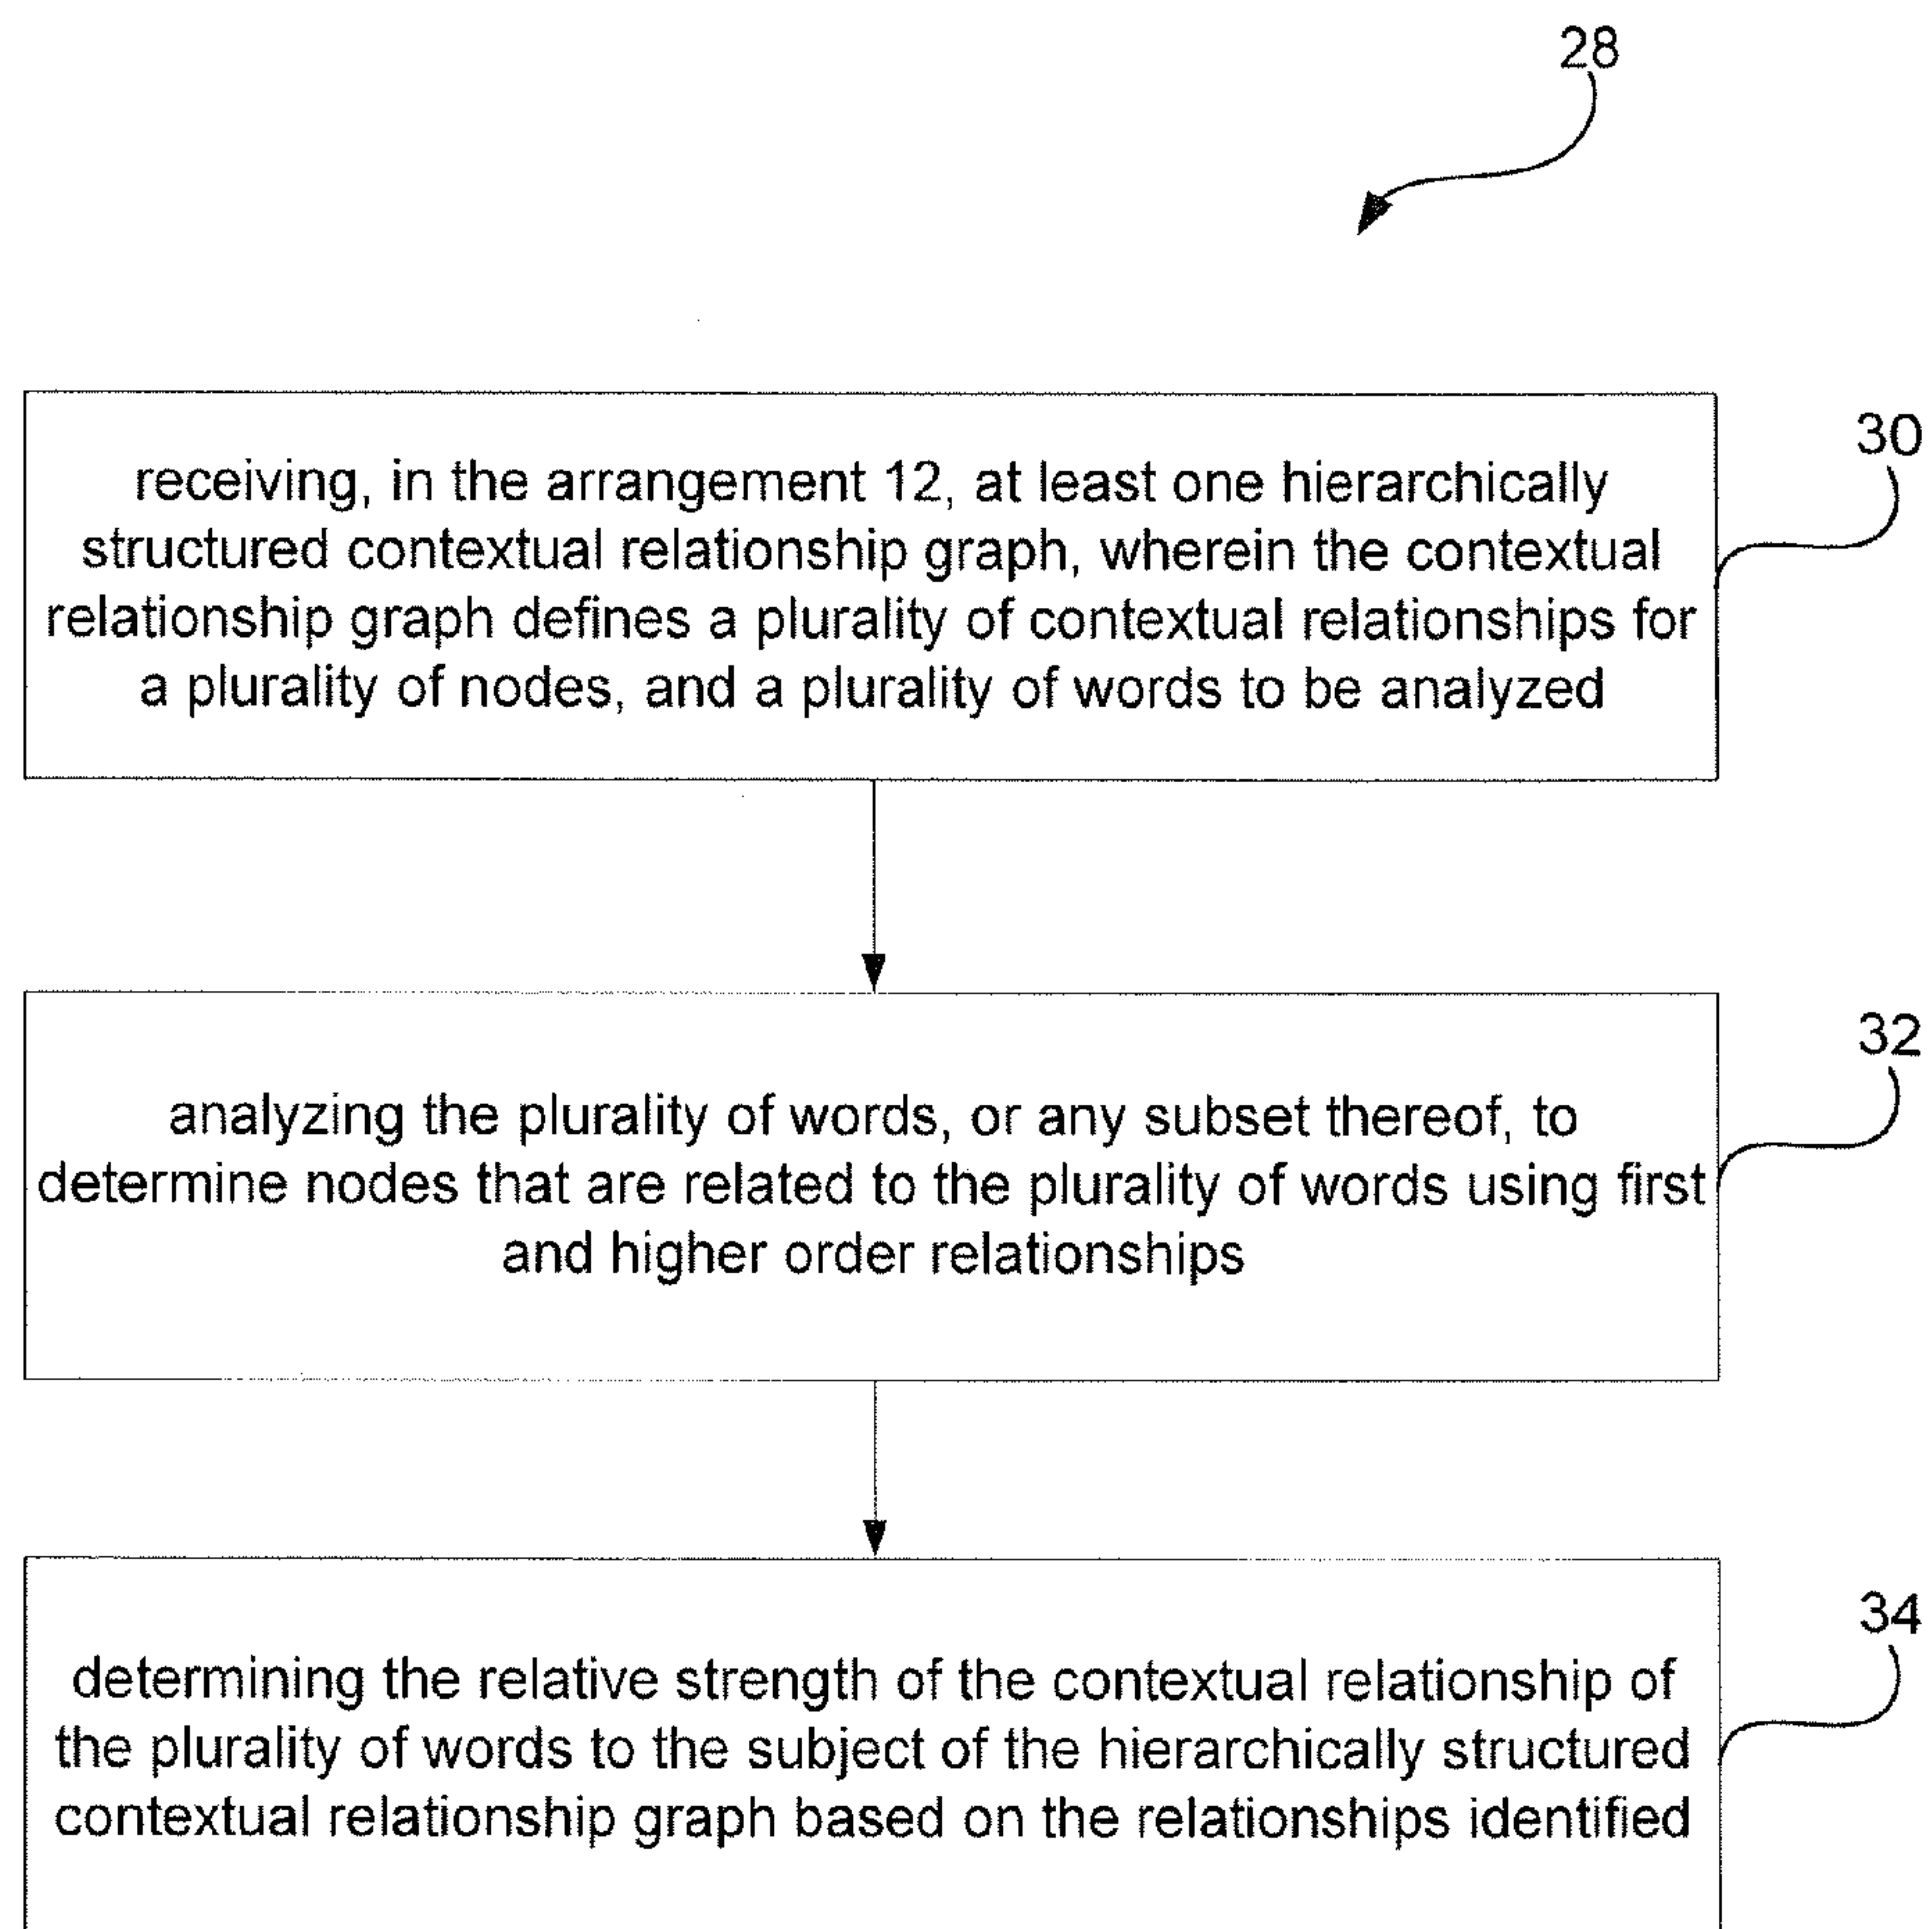 28
30
receiving, in the arrangement 12, at least one hierarchically
structured contextual relationship graph, wherein the contextual
relationship graph defines a plurality of contextual relationships for
a plurality of nodes, and a plurality of words to be analyzed
32
analyzing the plurality of words, or any subset thereof, to
determine nodes that are related to the plurality of words using first
and higher order relationships
34
determining the relative strength of the contextual relationship of
the plurality of words to the subject of the hierarchically structured
contextual relationship graph based on the relationships identified